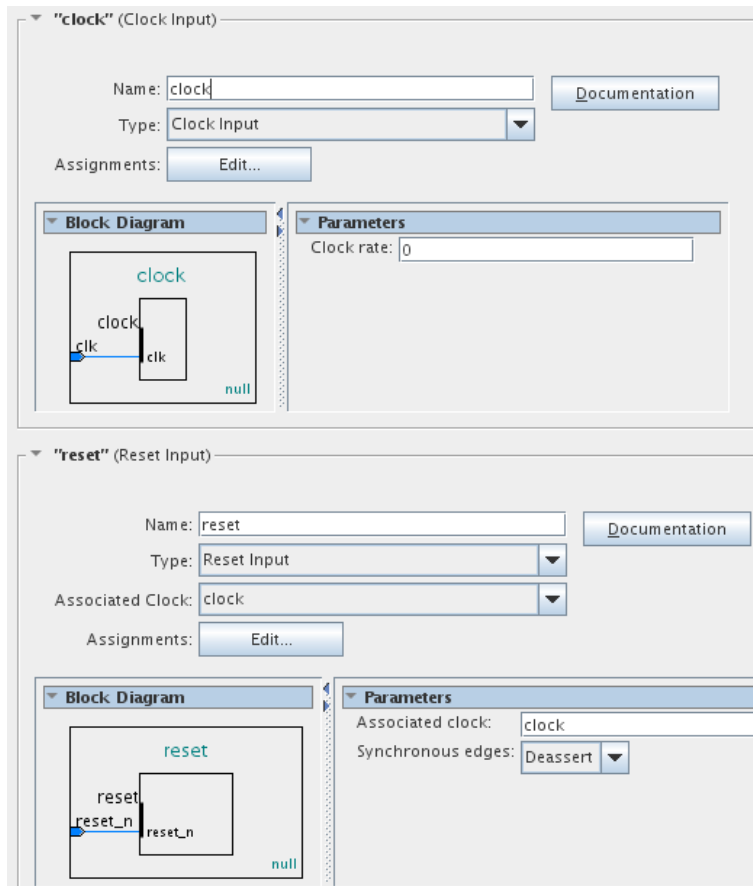 "clock" (Clock Input)
Name: clock
Documentation
Type: Clock Input
Assignments: Edit...
Block Diagram
clock
clock
clk
clk
null
Parameters
Clock rate: 0
"reset" (Reset Input)
Name: reset
Documentation
Type: Reset Input
Associated Clock: clock
Assignments: Edit...
Block Diagram
reset
reset
reset_n
reset_n
null
Parameters
Associated clock: clock
Synchronous edges: Deassert